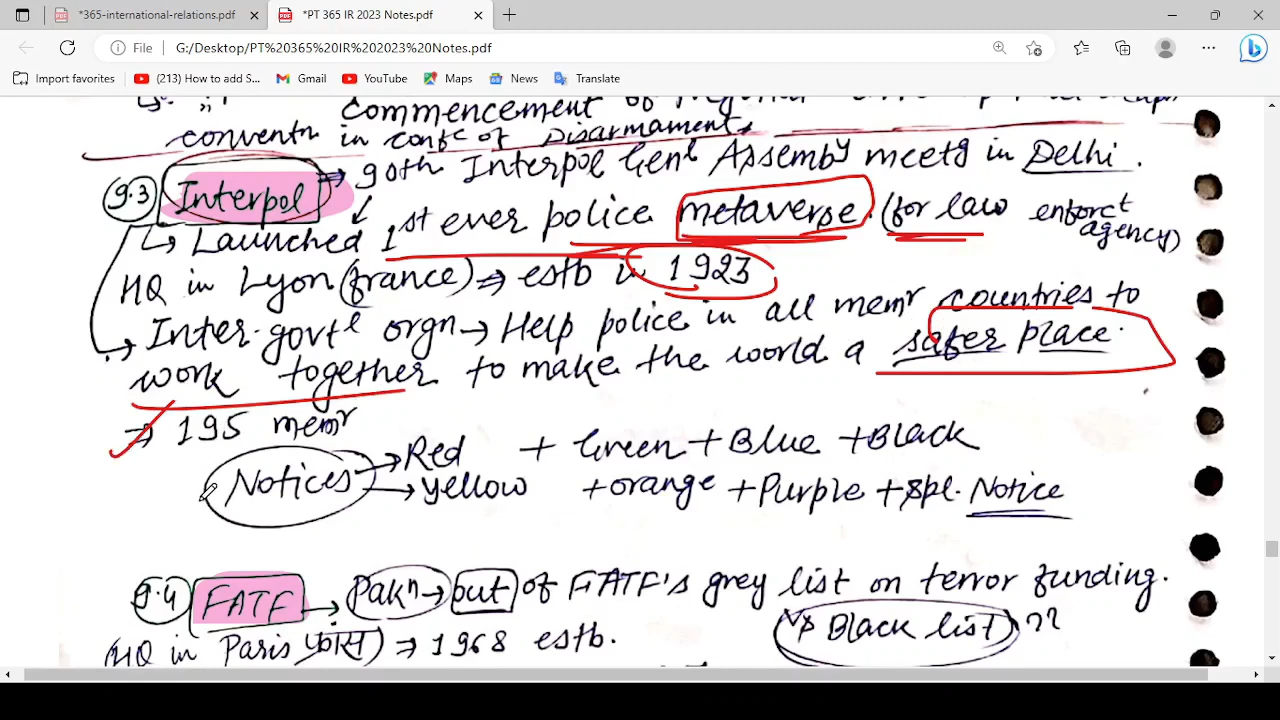 *365-international-relations.pdf
*PT 365 IR 2023 Notes.pdf
File G:/Desktop/PT%20365%20IR%202023%20Notes.pdf
Import favorites (213) How to add S... Gmail YouTube Maps News Translate
commencement of
conventn in confc of Disarmament
9.3 Interpol → 90th Interpol Genl Assembly meetg in Delhi.
↳ Launched 1st ever police metaverse. (for law enforct agency)
HQ in Lyon (france) → estb in 1923
→ Inter-govtl orgn → Help police in all memr countries to
work together to make the world a safer place.
→ 195 memr
Notices → Red + Green + Blue + Black
→ yellow + orange + Purple + Spl. Notice
9.4 FATF → Pakn → out of FATF's grey list on terror funding.
(HQ in Paris फ्रांस) → 1968 estb. Vs Black list) ??